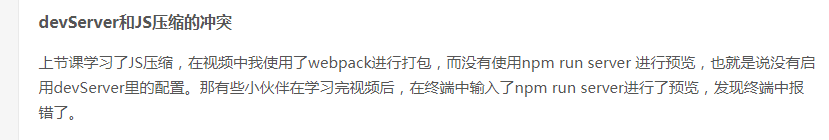 devServer和JS压缩的冲突
上节课学习了JS压缩，在视频中我使用了webpack进行打包，而没有使用npm run server 进行预览，也就是说没有启
用devServer里的配置。那有些小伙伴在学习完视频后，在终端中输入了npm run server进行了预览，发现终端中报
错了。